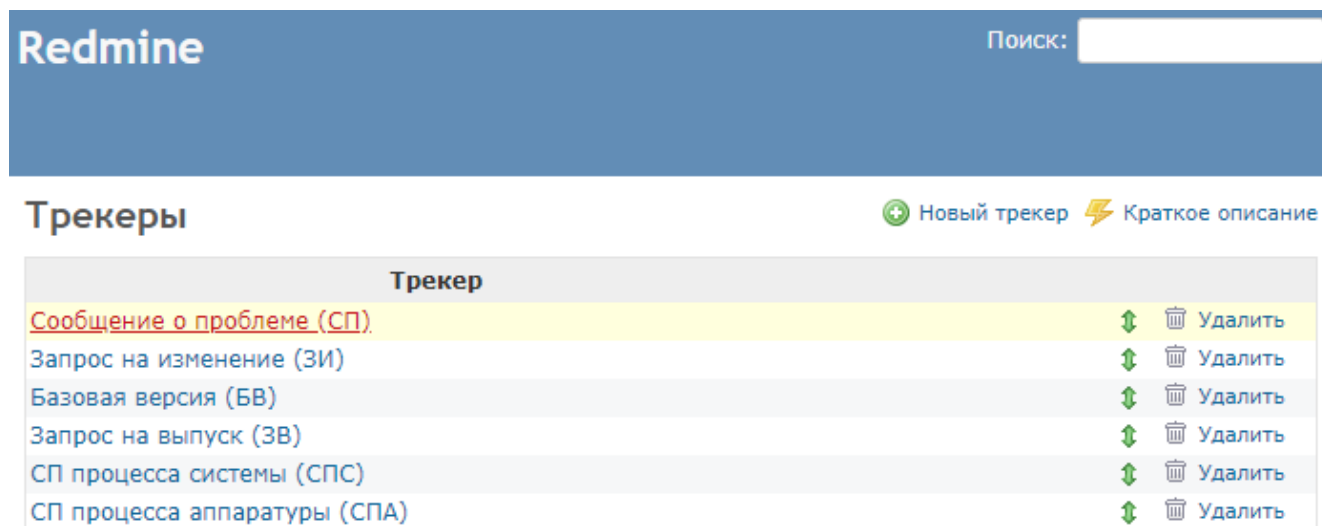 Redmine
Поиск:
Трекеры
Новый трекер Краткое описание
Трекер
Сообщение о проблеме (СП) Удалить
Запрос на изменение (ЗИ) Удалить
Базовая версия (БВ) Удалить
Запрос на выпуск (ЗВ) Удалить
СП процесса системы (СПС) Удалить
СП процесса аппаратуры (СПА) Удалить